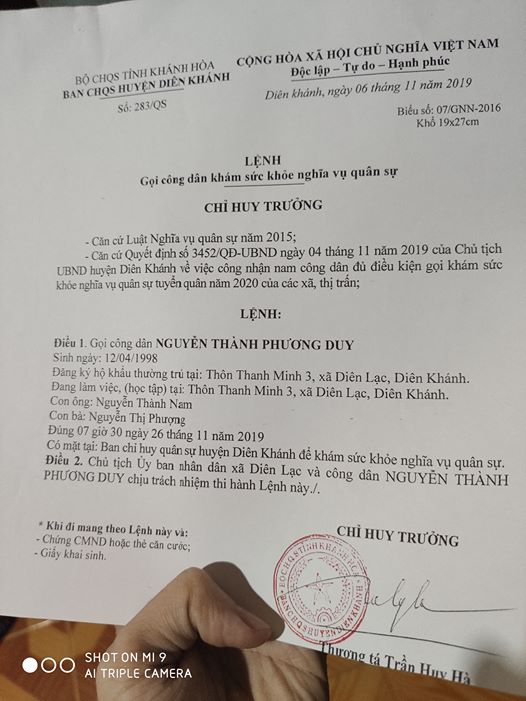 BỘ CHQS TỈNH KHÁNH HÒA
BAN CHQS HUYỆN DIÊN KHÁNH
Số: 283/QS
CỘNG HÒA XÃ HỘI CHỦ NGHĨA VIỆT NAM
Độc lập – Tự do – Hạnh phúc
Diên khánh, ngày 06 tháng 11 năm 2019
Biểu số: 07/GNN-2016
Khổ 19x27cm
LỆNH
Gọi công dân khám sức khỏe nghĩa vụ quân sự
CHỈ HUY TRƯỞNG
- Căn cứ Luật Nghĩa vụ quân sự năm 2015;
- Căn cứ Quyết định số 3452/QĐ-UBND ngày 04 tháng 11 năm 2019 của Chủ tịch
UBND huyện Diên Khánh về việc công nhận nam công dân đủ điều kiện gọi khám sức
khỏe nghĩa vụ quân sự tuyển quân năm 2020 của các xã, thị trấn;
LỆNH:
Điều 1. Gọi công dân NGUYỄN THÀNH PHƯƠNG DUY
Sinh ngày: 12/04/1998
Đăng ký hộ khẩu thường trú tại: Thôn Thanh Minh 3, xã Diên Lạc, Diên Khánh.
Đang làm việc, (học tập) tại: Thôn Thanh Minh 3, xã Diên Lạc, Diên Khánh.
Con ông: Nguyễn Thành Nam
Con bà: Nguyễn Thị Phượng
Đúng 07 giờ 30 ngày 26 tháng 11 năm 2019
Có mặt tại: Ban chỉ huy quân sự huyện Diên Khánh để khám sức khỏe nghĩa vụ quân sự.
Điều 2. Chủ tịch Ủy ban nhân dân xã Diên Lạc và công dân NGUYỄN THÀNH
PHƯƠNG DUY chịu trách nhiệm thi hành Lệnh này./.
* Khi đi mang theo Lệnh này và:
- Chứng CMND hoặc thẻ căn cước;
- Giấy khai sinh.
CHỈ HUY TRƯỞNG
BỘ CHQS TỈNH KHÁNH HÒA
BAN CHQS HUYỆN DIÊN KHÁNH
Thượng tá Trần Huy Hà
SHOT ON MI 9
AI TRIPLE CAMERA